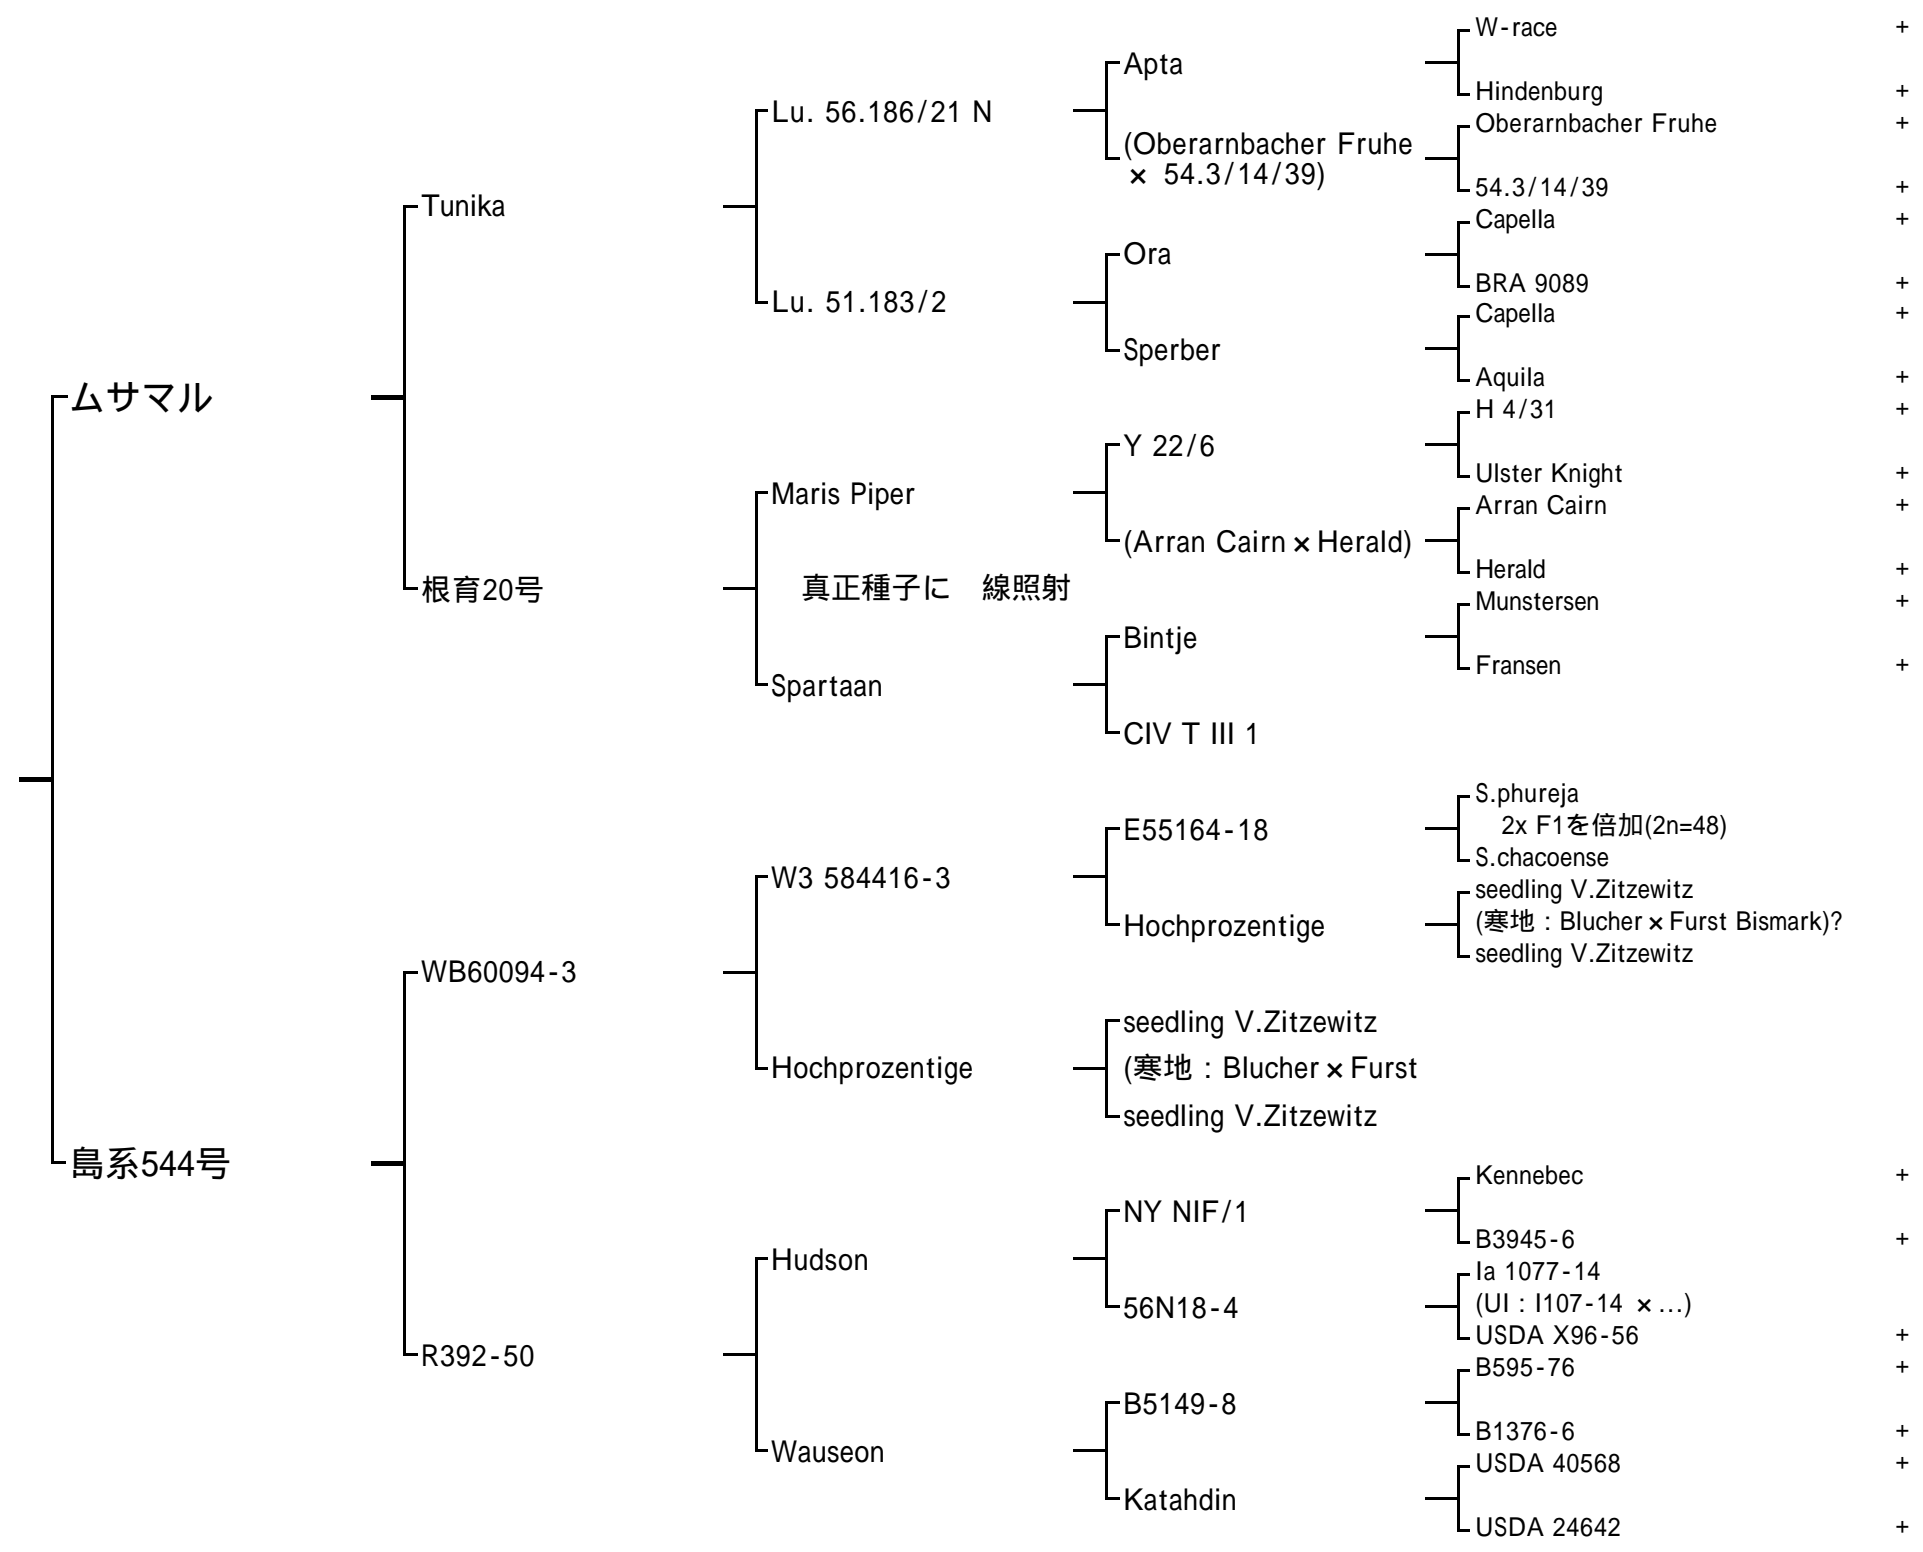 W-race +
Apta
Hindenburg +
Lu. 56.186/21 N
Oberarnbacher Fruhe +
(Oberarnbacher Fruhe
× 54.3/14/39)
54.3/14/39 +
Tunika
Capella +
Ora
BRA 9089 +
Lu. 51.183/2
Capella +
Sperber
Aquila +
ムサマル
H 4/31 +
Y 22/6
Ulster Knight +
Maris Piper
Arran Cairn +
(Arran Cairn×Herald)
Herald +
根育20号
真正種子に 線照射
Munstersen +
Bintje
Fransen +
Spartaan
CIV T III 1
S.phureja
2x F1を倍加(2n=48)
E55164-18
S.chacoense
W3 584416-3
seedling V.Zitzewitz
(寒地：Blucher×Furst Bismark)?
Hochprozentige
seedling V.Zitzewitz
WB60094-3
seedling V.Zitzewitz
(寒地：Blucher×Furst
Hochprozentige
seedling V.Zitzewitz
島系544号
Kennebec +
NY NIF/1
B3945-6 +
Hudson
Ia 1077-14
(UI：I107-14 ×…)
56N18-4
USDA X96-56 +
R392-50
B595-76 +
B5149-8
B1376-6 +
Wauseon
USDA 40568 +
Katahdin
USDA 24642 +